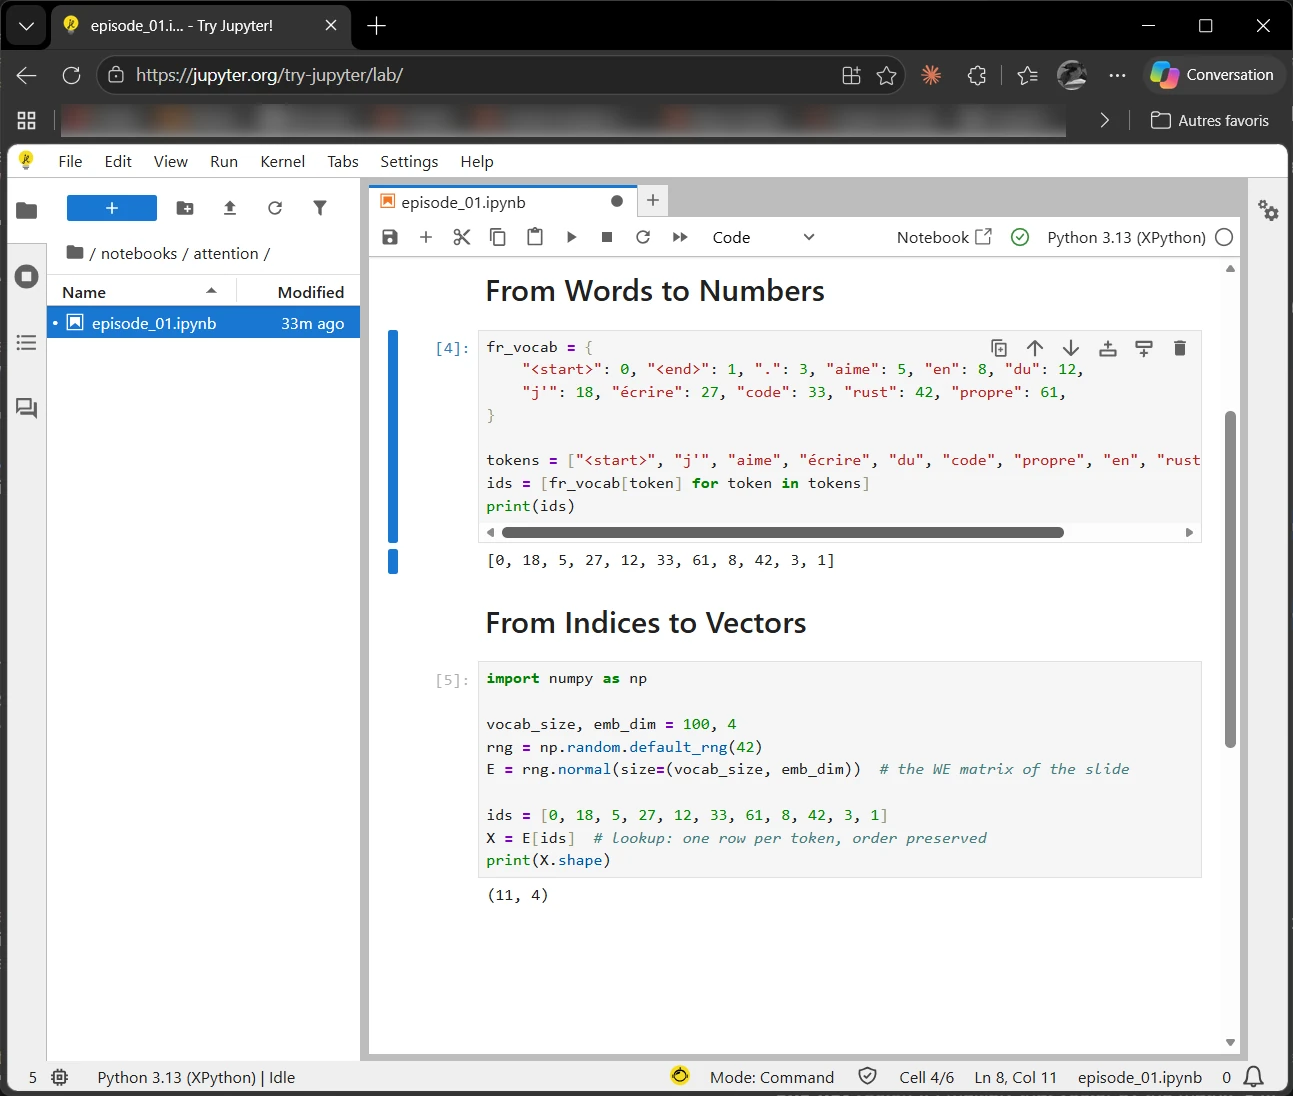 episode_01.i... - Try Jupyter!
https://jupyter.org/try-jupyter/lab/
Conversation
Autres favoris
File Edit View Run Kernel Tabs Settings Help
/ notebooks / attention /
Name Modified
episode_01.ipynb 33m ago
episode_01.ipynb
Code Notebook Python 3.13 (XPython)
From Words to Numbers
[4]: fr_vocab = {
"<start>": 0, "<end>": 1, ".": 3, "aime": 5, "en": 8, "du": 12,
"j'": 18, "écrire": 27, "code": 33, "rust": 42, "propre": 61,
}
tokens = ["<start>", "j'", "aime", "écrire", "du", "code", "propre", "en", "rust
ids = [fr_vocab[token] for token in tokens]
print(ids)
[0, 18, 5, 27, 12, 33, 61, 8, 42, 3, 1]
From Indices to Vectors
[5]: import numpy as np
vocab_size, emb_dim = 100, 4
rng = np.random.default_rng(42)
E = rng.normal(size=(vocab_size, emb_dim))  # the WE matrix of the slide
ids = [0, 18, 5, 27, 12, 33, 61, 8, 42, 3, 1]
X = E[ids]  # lookup: one row per token, order preserved
print(X.shape)
(11, 4)
5 Python 3.13 (XPython) | Idle Mode: Command Cell 4/6 Ln 8, Col 11 episode_01.ipynb 0